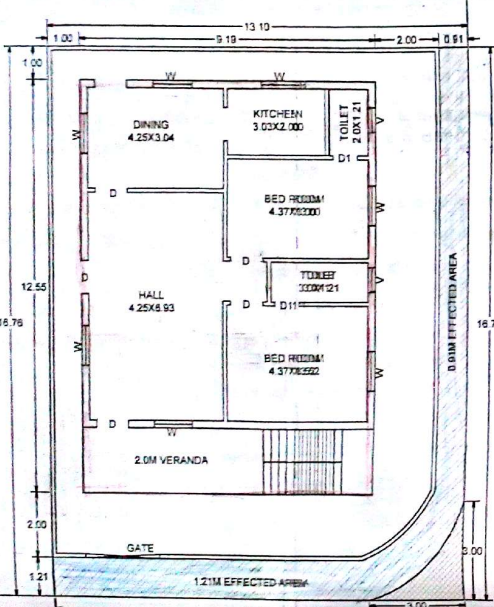 13.10
1.00 9.19 2.00 0.91
1.00
W W
DINING
4.25X3.04
KITCHEN
3.03X2.000
TOILET
2.0X1.21
V
W
D1
D
BED ROOM
W
D
TOILET
V
D
12.55
HALL
4.25X6.93
D
16.76
0.91M EFFECTED AREA
W
BED ROOM
W
D
W
2.0M VERANDA
2.00
GATE
3.00
1.21
1.21M EFFECTED AREA
3.00